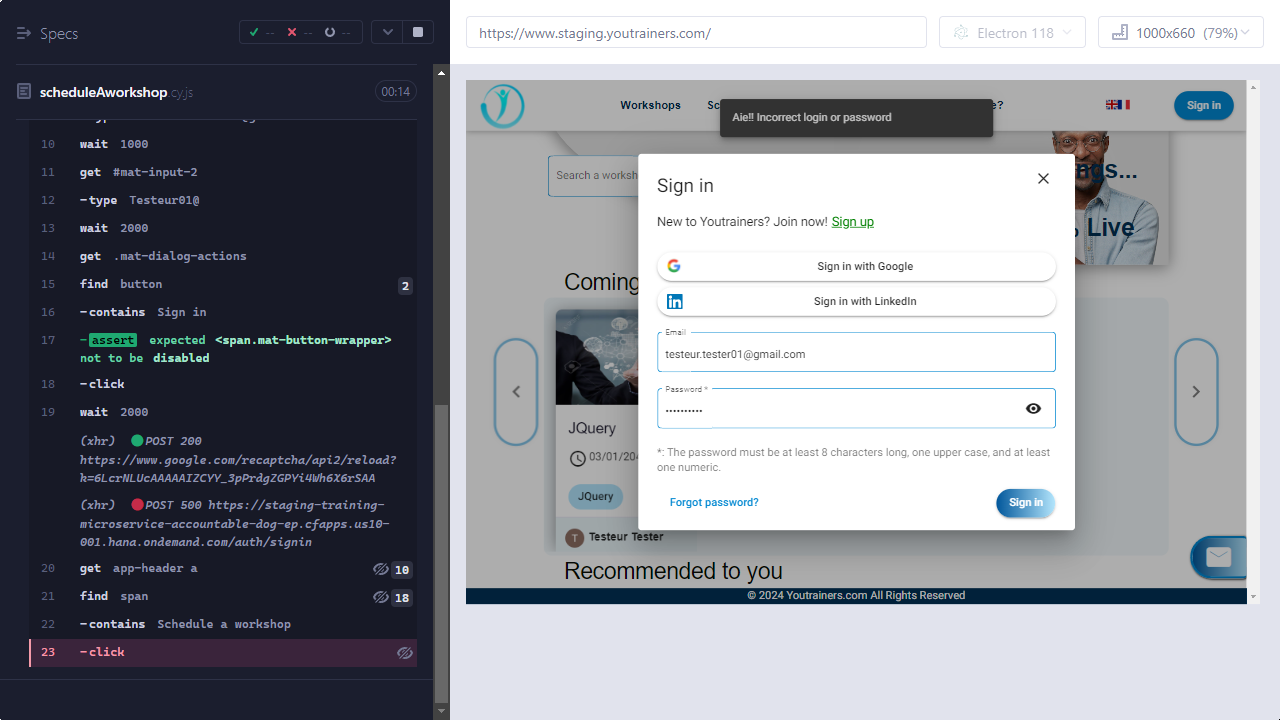 Specs
-- -- --
scheduleAworkshop.cy.js 00:14
10 wait 1000
11 get #mat-input-2
12 -type Testeur01@
13 wait 2000
14 get .mat-dialog-actions
15 find button 2
16 -contains Sign in
17 -assert expected <span.mat-button-wrapper>
not to be disabled
18 -click
19 wait 2000
(xhr) POST 200
https://www.google.com/recaptcha/api2/reload?
k=6LcrNLUcAAAAAIZCYY_3pPrdgZGPYi4Wh6X6rSAA
(xhr) POST 500 https://staging-training-
microservice-accountable-dog-ep.cfapps.us10-
001.hana.ondemand.com/auth/signin
20 get app-header a 10
21 find span 18
22 -contains Schedule a workshop
23 -click
https://www.staging.youtrainers.com/
Electron 118
1000x660 (79%)
Workshops
Sign in
Aie!! Incorrect login or password
Search a worksh
ngs...
Live
Sign in
New to Youtrainers? Join now! Sign up
Sign in with Google
Sign in with LinkedIn
Email
testeur.tester01@gmail.com
Password *
••••••••••
*: The password must be at least 8 characters long, one upper case, and at least
one numeric.
Forgot password?
Sign in
Coming
JQuery
03/01/204
JQuery
T Testeur Tester
Recommended to you
© 2024 Youtrainers.com All Rights Reserved